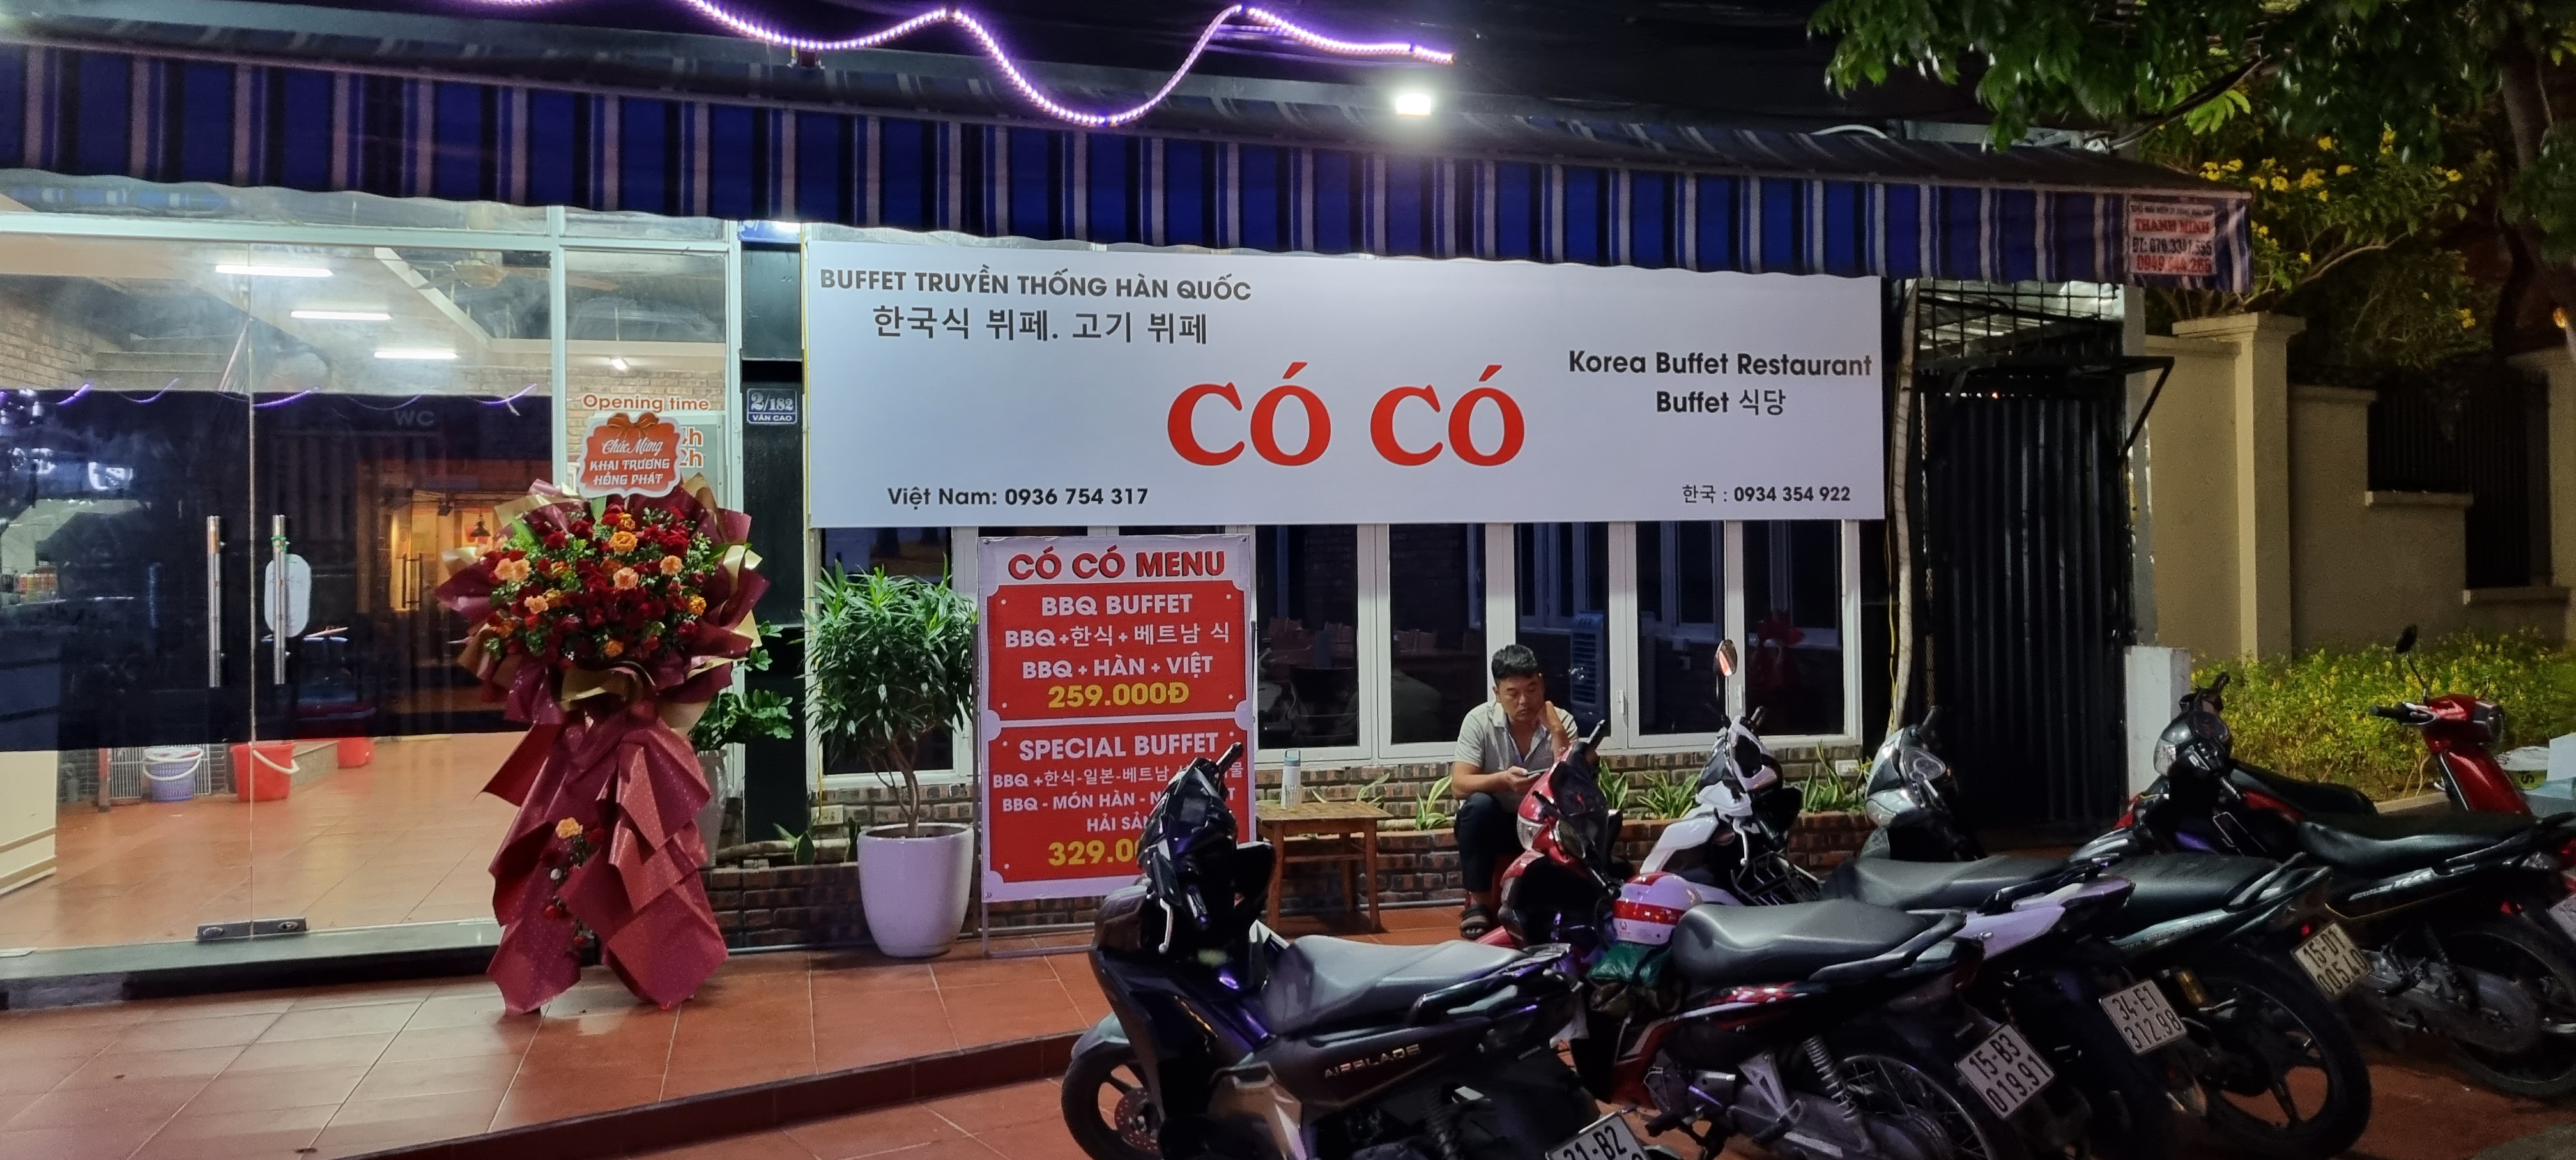 BUFFET TRUYỀN THỐNG HÀN QUỐC
한국식 뷔페. 고기 뷔페
CÓ CÓ
Korea Buffet Restaurant
Buffet 식당
Việt Nam: 0936 754 317
한국 : 0934 354 922
THANH MINH
WC
Opening time
2/182
VĂN CAO
Chúc Mừng
KHAI TRƯƠNG
HỒNG PHÁT
CÓ CÓ MENU
BBQ BUFFET
BBQ+한식+베트남 식
BBQ + HÀN + VIỆT
259.000Đ
SPECIAL BUFFET
BBQ +한식-일본-베트남
BBQ - MÓN HÀN -
HẢI SẢN
AIRBLADE
15-B3
019.91
34-E1
312.98
15-D1
005.40